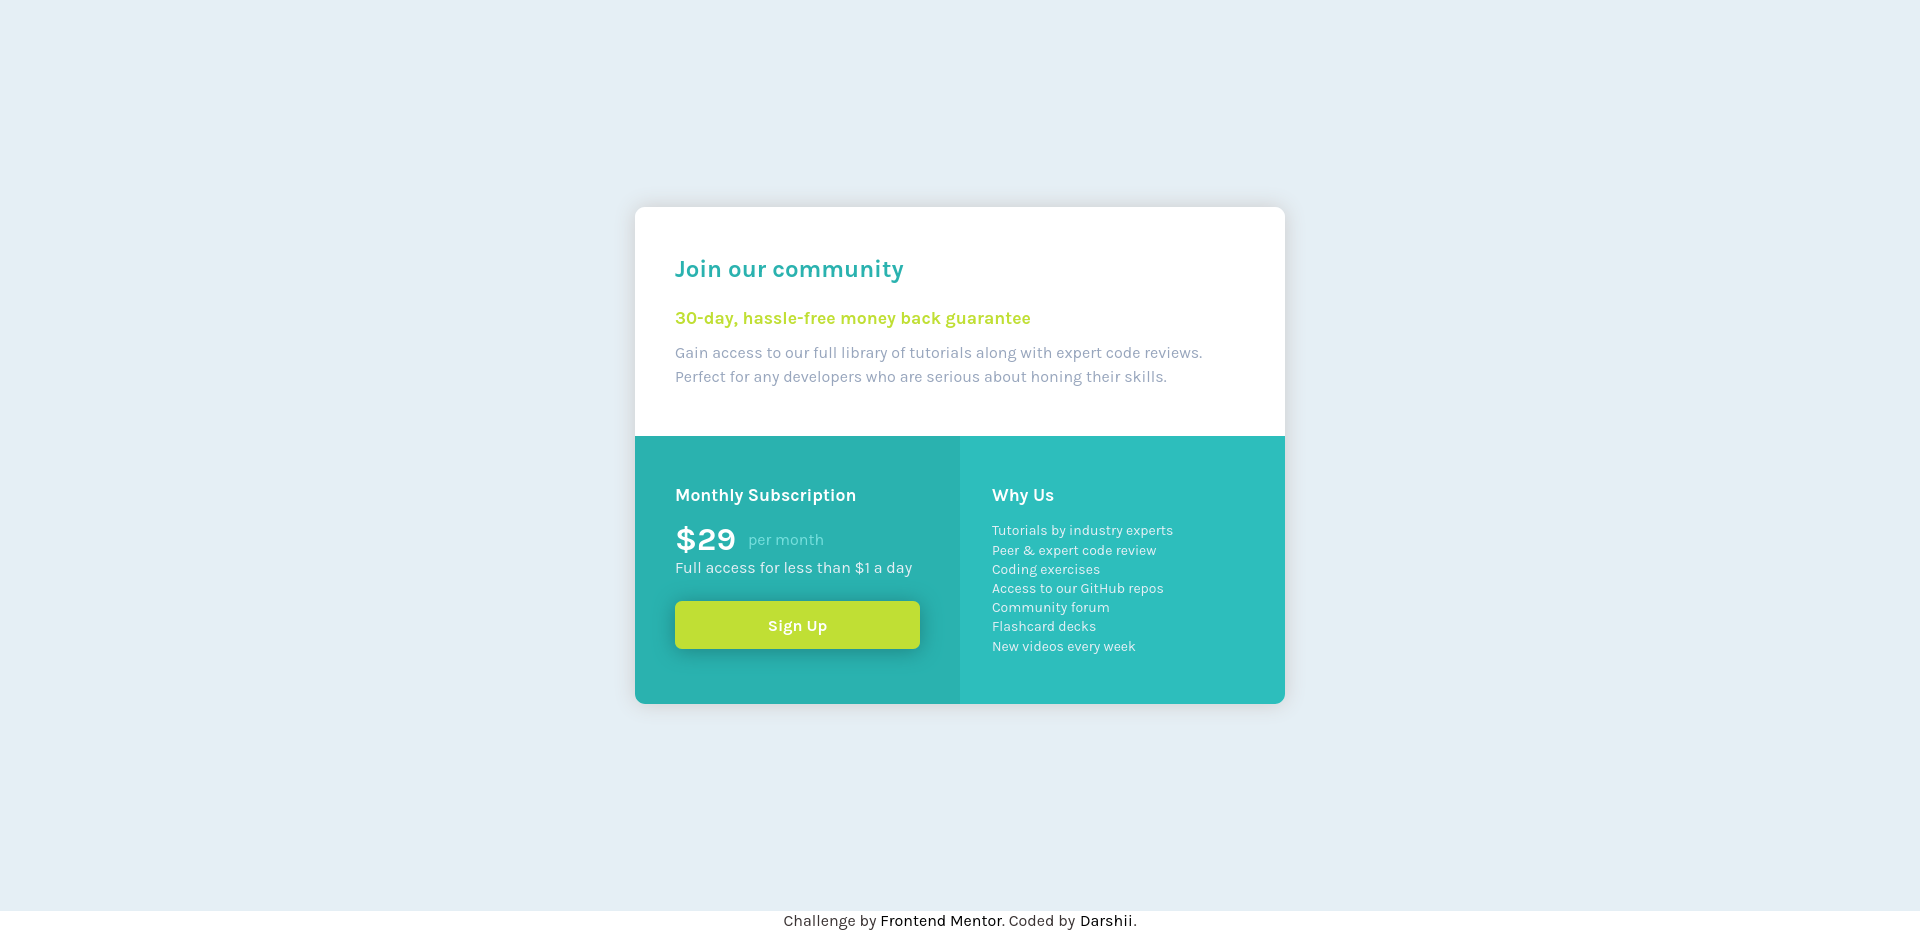 Join our community
30-day, hassle-free money back guarantee
Gain access to our full library of tutorials along with expert code reviews.
Perfect for any developers who are serious about honing their skills.
Monthly Subscription
$29 per month
Full access for less than $1 a day
Sign Up
Why Us
Tutorials by industry experts
Peer & expert code review
Coding exercises
Access to our GitHub repos
Community forum
Flashcard decks
New videos every week
Challenge by Frontend Mentor. Coded by Darshii.